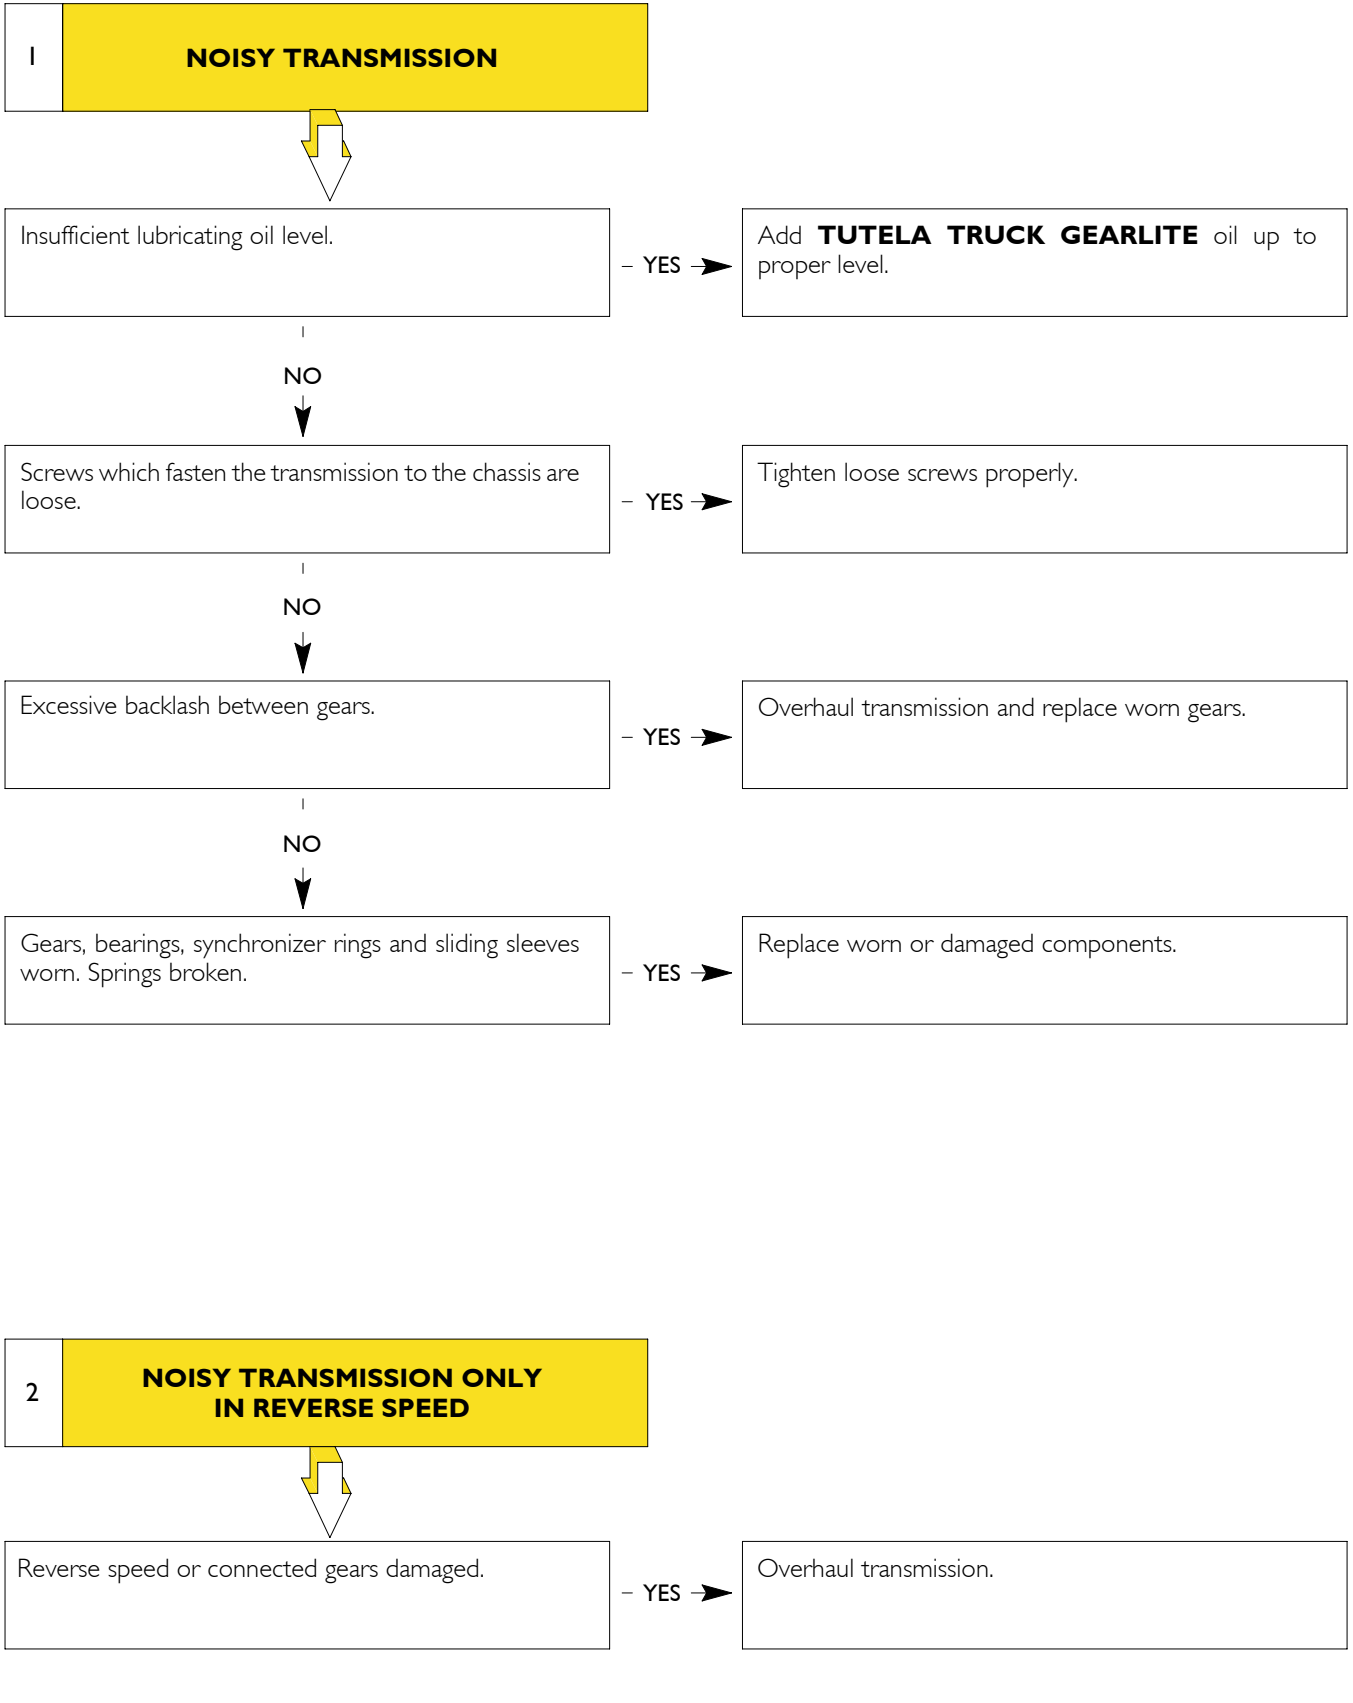 1
NOISY TRANSMISSION
Insufficient lubricating oil level.
YES
Add TUTELA TRUCK GEARLITE oil up to
proper level.
NO
Screws which fasten the transmission to the chassis are
loose.
YES
Tighten loose screws properly.
NO
Excessive backlash between gears.
YES
Overhaul transmission and replace worn gears.
NO
Gears, bearings, synchronizer rings and sliding sleeves
worn. Springs broken.
YES
Replace worn or damaged components.
2
NOISY TRANSMISSION ONLY
IN REVERSE SPEED
Reverse speed or connected gears damaged.
YES
Overhaul transmission.